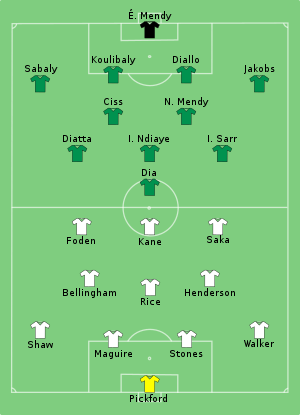 É. Mendy
Sabaly Koulibaly Diallo Jakobs
Ciss N. Mendy
Diatta I. Ndiaye I. Sarr
Dia
Foden Kane Saka
Bellingham Rice Henderson
Shaw Maguire Stones Walker
Pickford